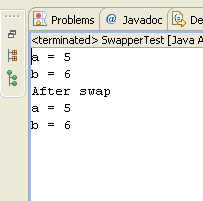 Problems @ Javadoc De
<terminated> SwapperTest [Java A
a = 5
b = 6
After swap
a = 5
b = 6